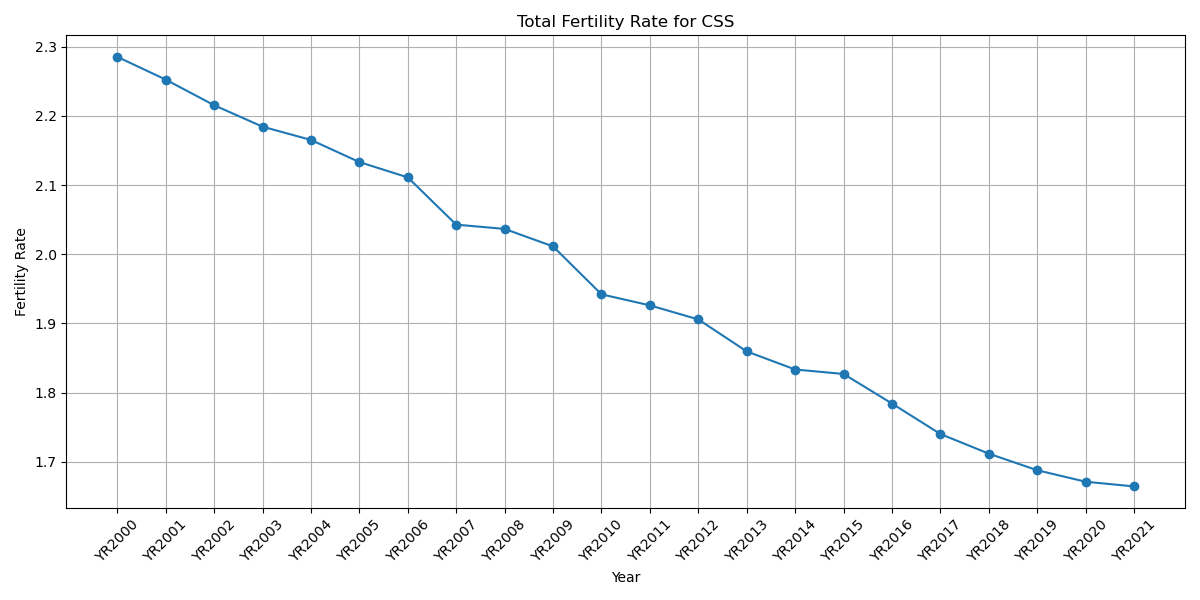 Total Fertility Rate for CSS
Fertility Rate
2.3
2.2
2.1
2.0
1.9
1.8
1.7
YR2000
YR2001
YR2002
YR2003
YR2004
YR2005
YR2006
YR2007
YR2008
YR2009
YR2010
YR2011
YR2012
YR2013
YR2014
YR2015
YR2016
YR2017
YR2018
YR2019
YR2020
YR2021
Year